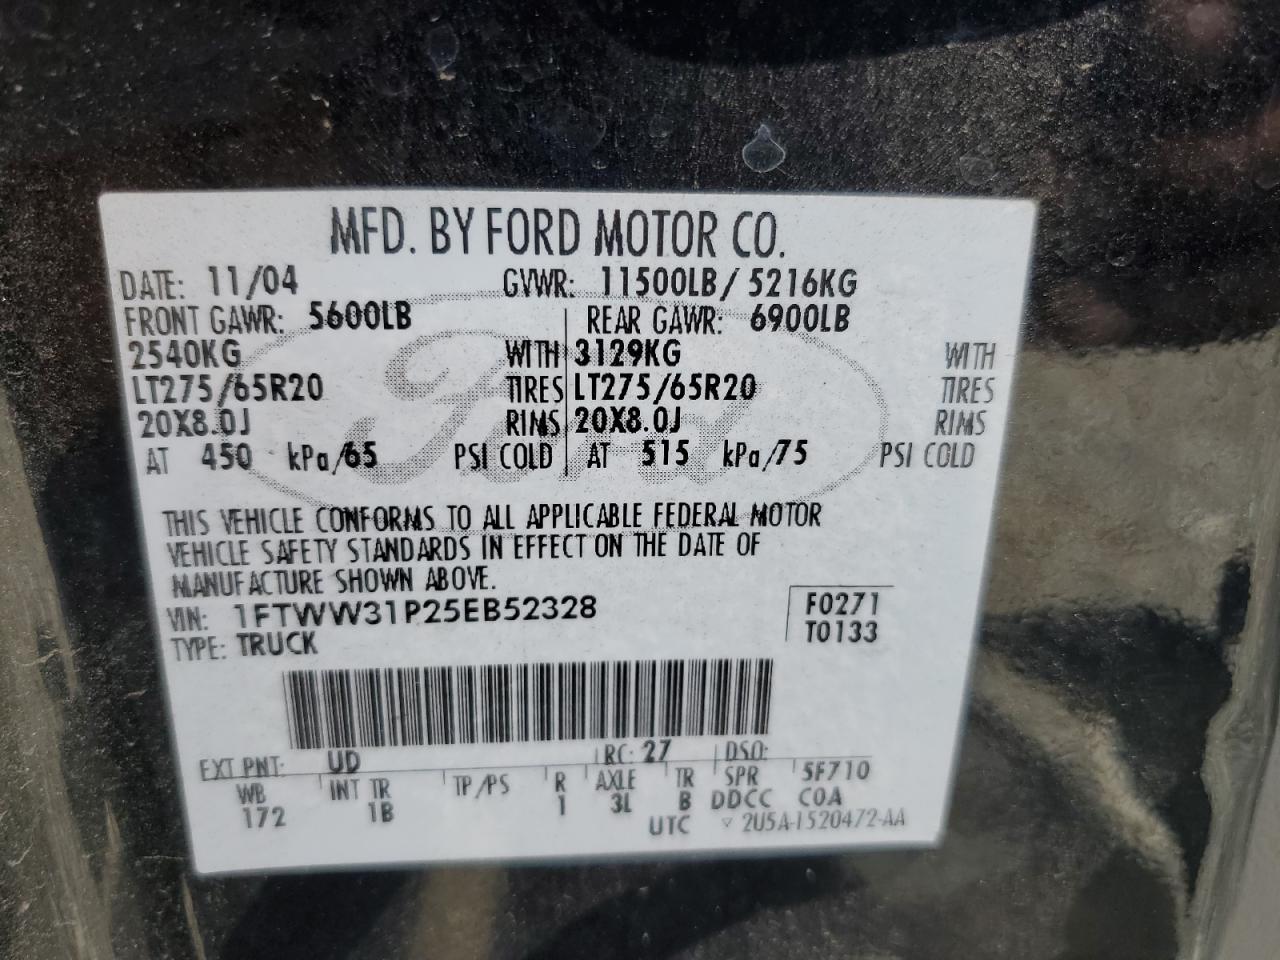 MFD. BY FORD MOTOR CO.
DATE: 11/04 GVWR: 11500LB/ 5216KG
FRONT GAWR: 5600LB REAR GAWR: 6900LB
2540KG WITH 3129KG WITH
LT275/65R20 TIRES LT275/65R20 TIRES
20X8.0J RIMS 20X8.0J RIMS
AT 450 kPa/65 PSI COLD AT 515 kPa/75 PSI COLD
Ford
THIS VEHICLE CONFORMS TO ALL APPLICABLE FEDERAL MOTOR
VEHICLE SAFETY STANDARDS IN EFFECT ON THE DATE OF
MANUFACTURE SHOWN ABOVE.
VIN: 1FTWW31P25EB52328 F0271
TYPE: TRUCK T0133
EXT PNT: UD RC: 27 DSO:
WB INT TR TP/PS R AXLE TR SPR 5F710
172 1B 1 3L B DDCC COA
UTC ▽ 2U5A-1520472-AA